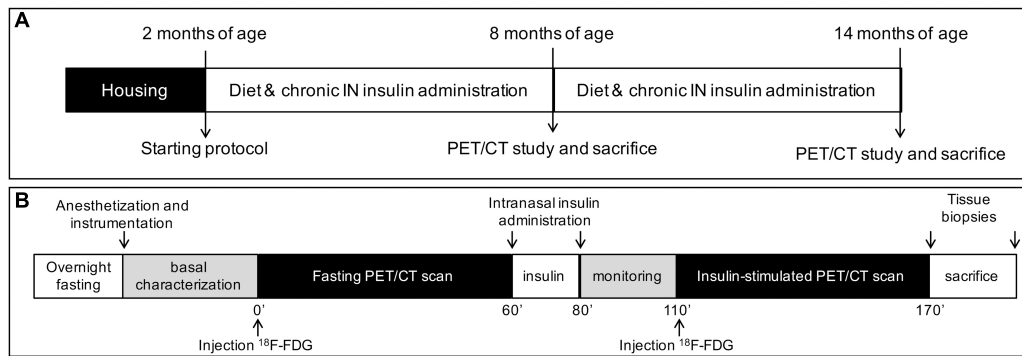 A
2 months of age
8 months of age
14 months of age
Housing
Diet & chronic IN insulin administration
Diet & chronic IN insulin administration
Starting protocol
PET/CT study and sacrifice
PET/CT study and sacrifice
B
Anesthetization and
instrumentation
Intranasal insulin
administration
Tissue
biopsies
Overnight
fasting
basal
characterization
Fasting PET/CT scan
insulin
monitoring
Insulin-stimulated PET/CT scan
sacrifice
0’
60’
80’
110’
170’
Injection ¹⁸F-FDG
Injection ¹⁸F-FDG